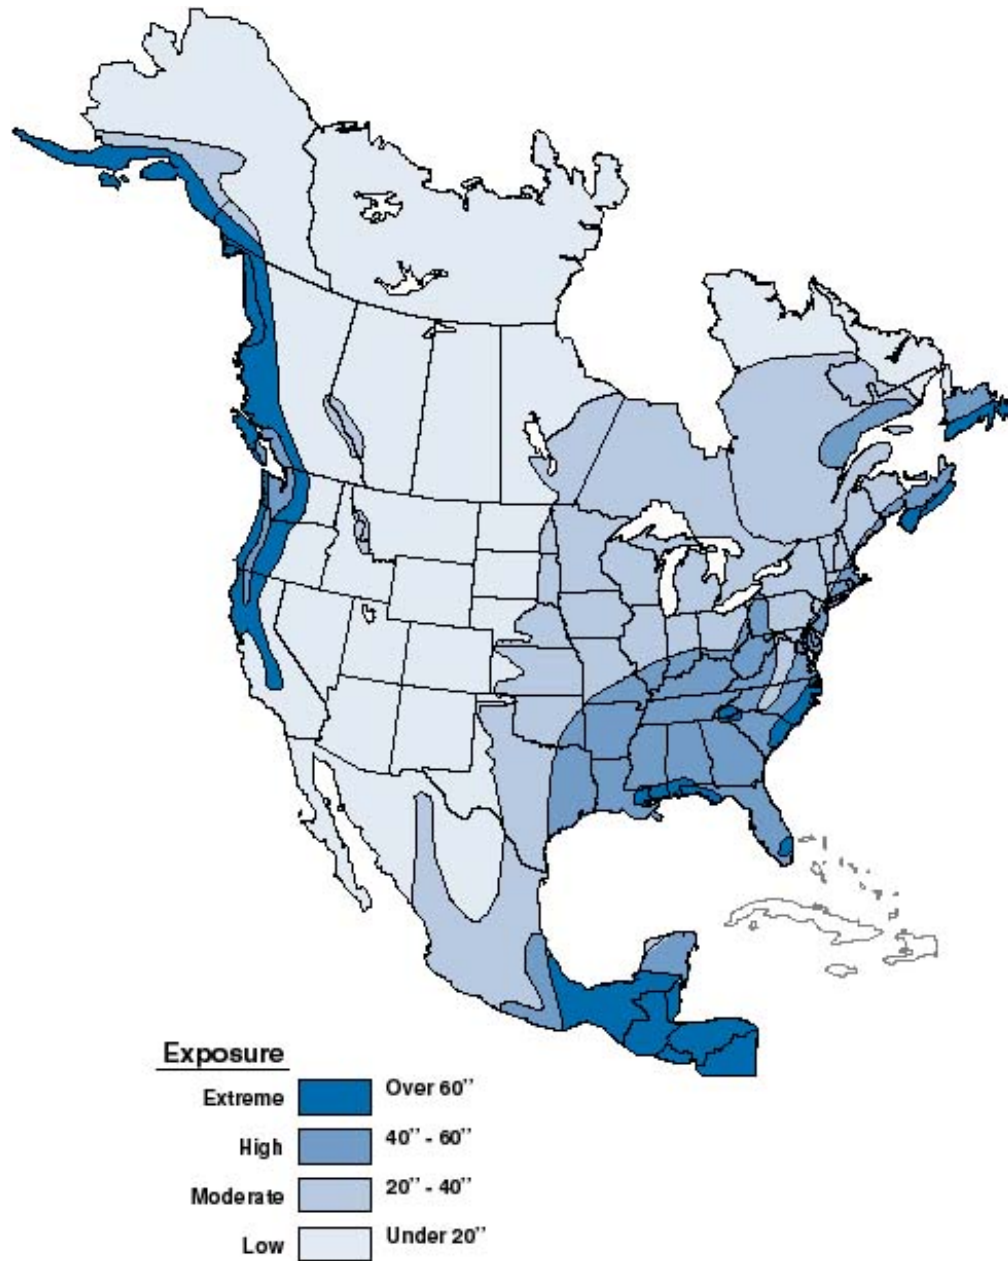 Exposure
Extreme Over 60”
High 40” - 60”
Moderate 20” - 40”
Low Under 20”